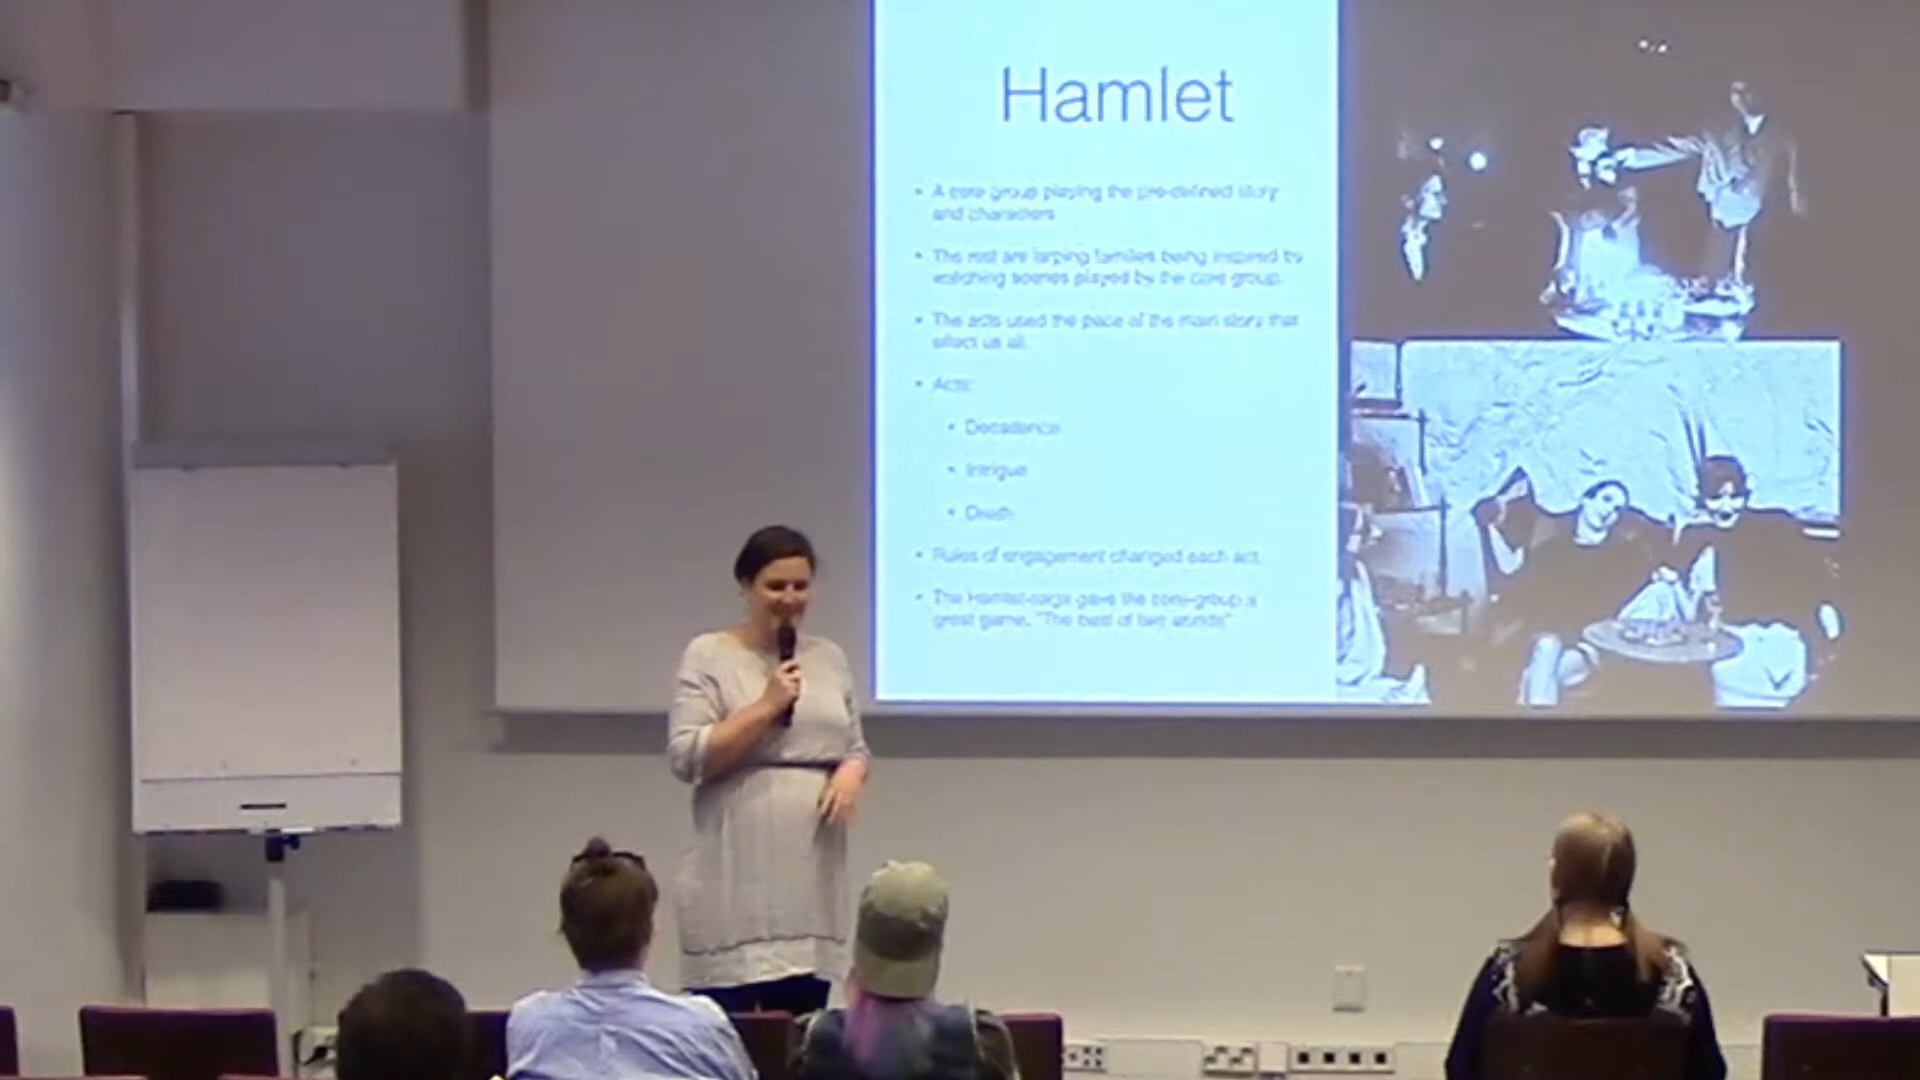 Hamlet
• A core group playing the pre-defined story
and characters
• The rest are larping families being inspired by
watching scenes played by the core group.
• The acts used the pace of the main story that
effect us all.
• Acts:
• Decadence
• Intrigue
• Death
• Rules of engagement changed each act.
• The Hamlet-saga gave the core-group a
great game. "The best of two worlds"